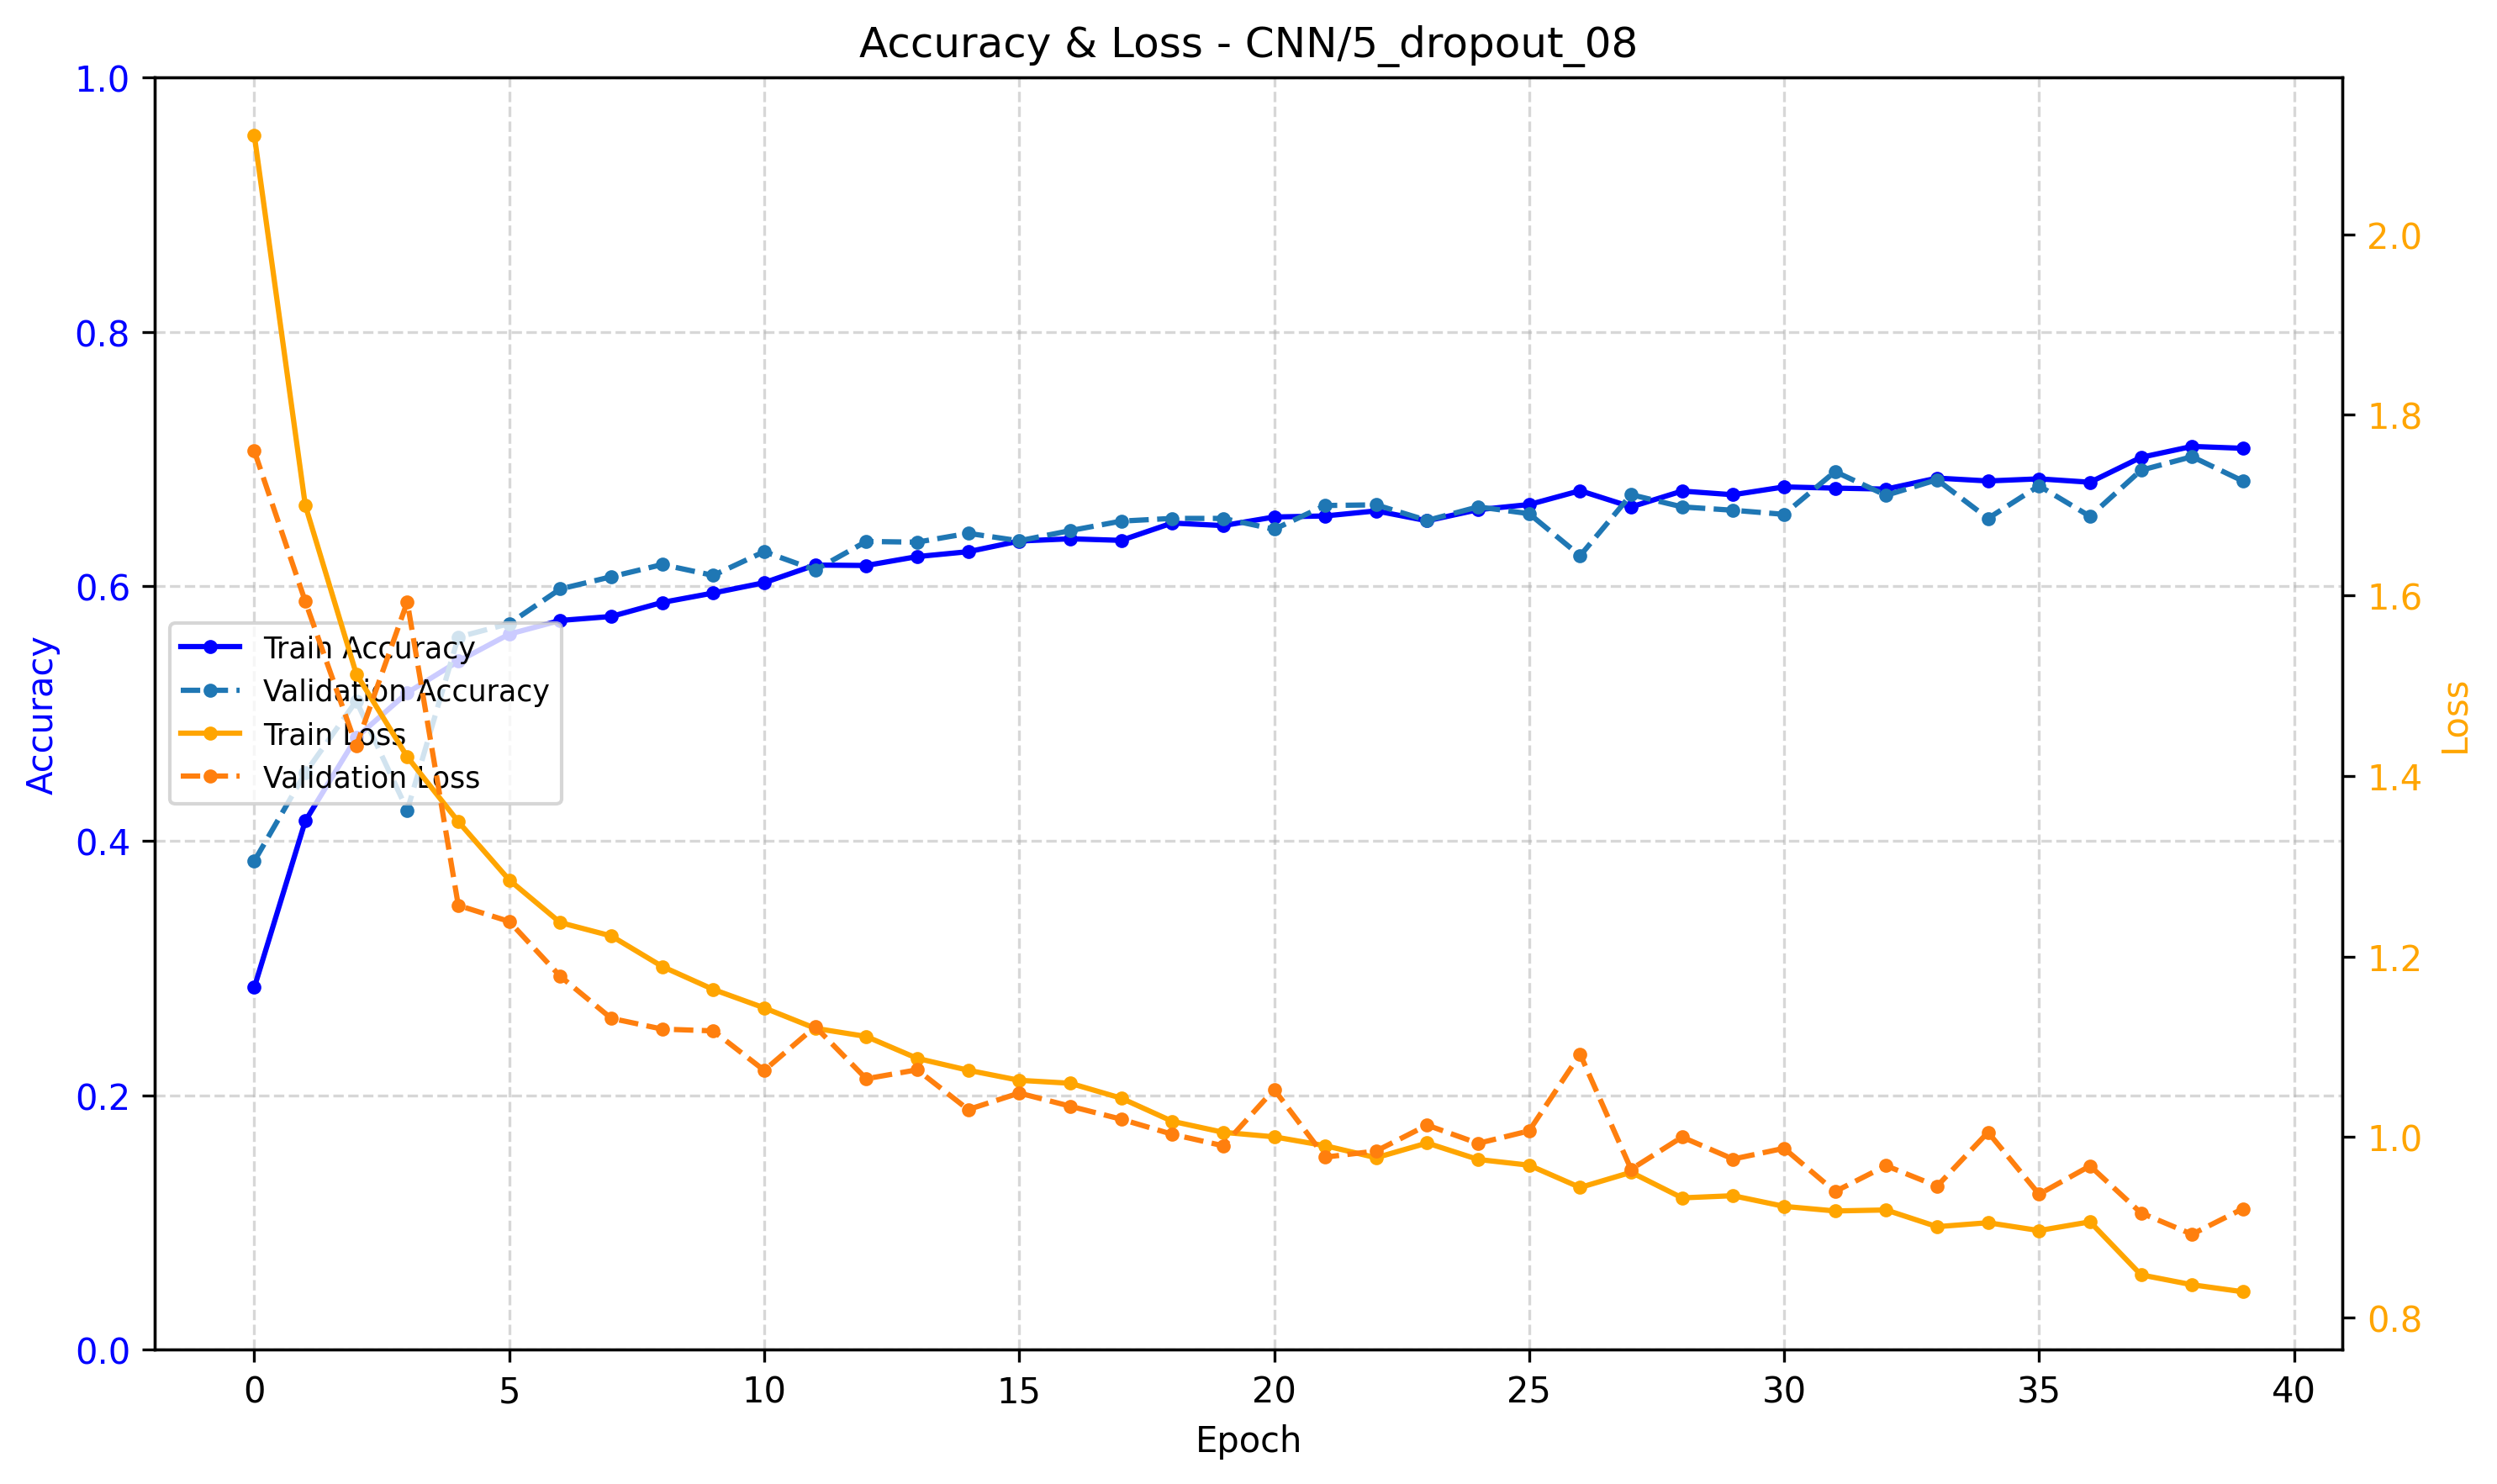 Accuracy & Loss - CNN/5_dropout_08
1.0
0.8
0.6
0.4
0.2
0.0
Accuracy
2.0
1.8
1.6
1.4
1.2
1.0
0.8
Loss
Train Accuracy
Validation Accuracy
Train Loss
Validation Loss
0 5 10 15 20 25 30 35 40
Epoch